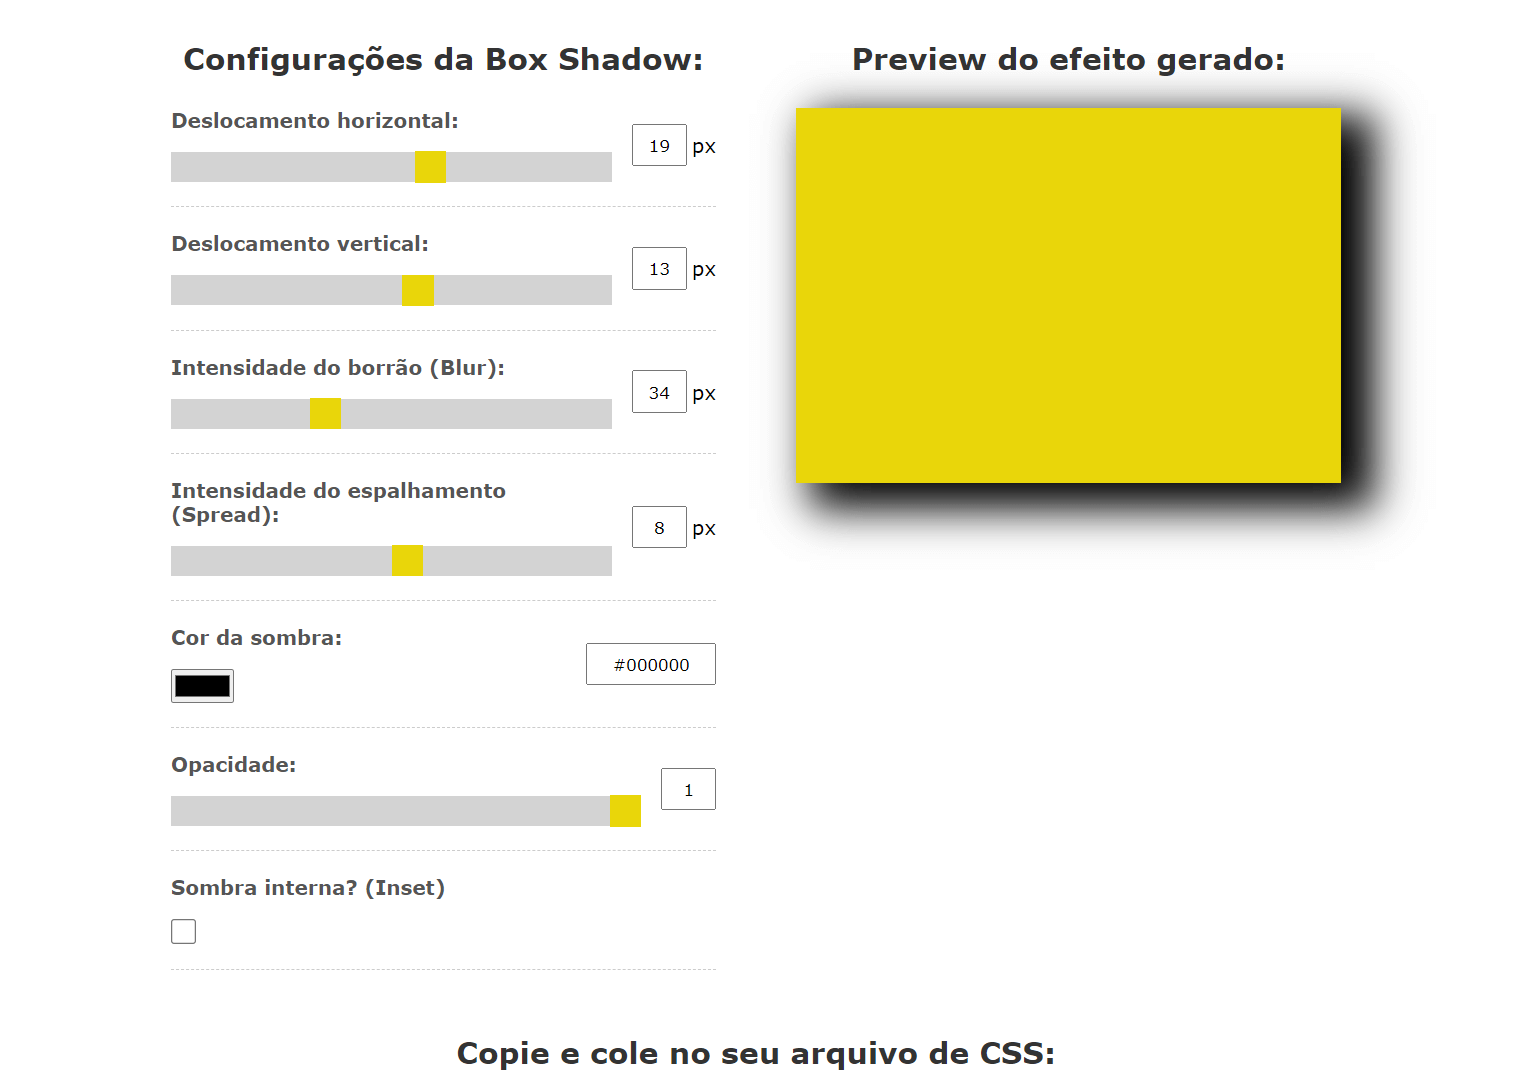 Configurações da Box Shadow:
Deslocamento horizontal:
19 px
Deslocamento vertical:
13 px
Intensidade do borrão (Blur):
34 px
Intensidade do espalhamento
(Spread):
8 px
Cor da sombra:
#000000
Opacidade:
1
Sombra interna? (Inset)
Preview do efeito gerado:
Copie e cole no seu arquivo de CSS: